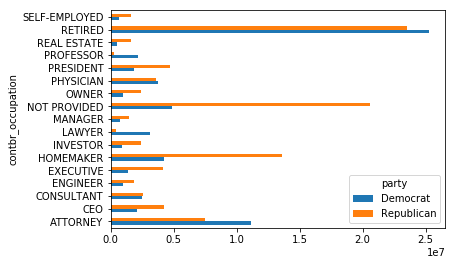 contbr_occupation
SELF-EMPLOYED
RETIRED
REAL ESTATE
PROFESSOR
PRESIDENT
PHYSICIAN
OWNER
NOT PROVIDED
MANAGER
LAWYER
INVESTOR
HOMEMAKER
EXECUTIVE
ENGINEER
CONSULTANT
CEO
ATTORNEY
party
Democrat
Republican
0.0 0.5 1.0 1.5 2.0 2.5
1e7